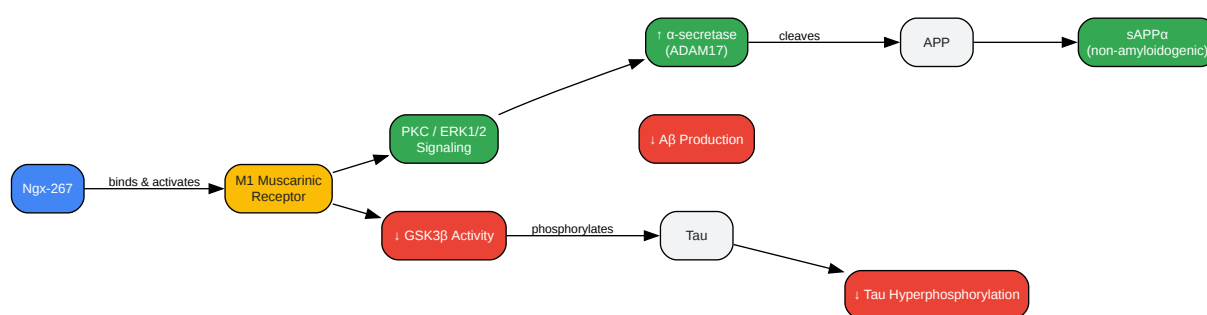 Ngx-267
binds & activates
M1 Muscarinic
Receptor
PKC / ERK1/2
Signaling
↑ α-secretase
(ADAM17)
cleaves
APP
sAPPα
(non-amyloidogenic)
↓ Aβ Production
↓ GSK3β Activity
phosphorylates
Tau
↓ Tau Hyperphosphorylation